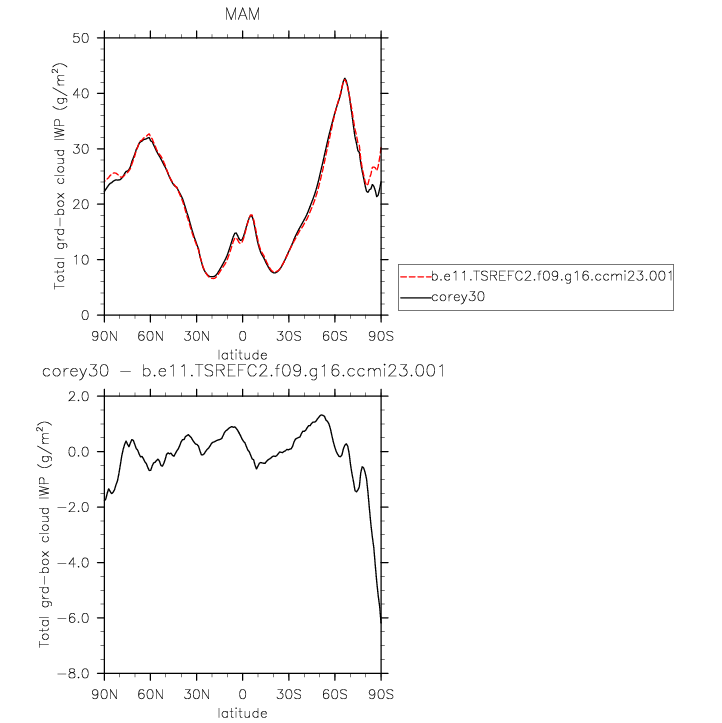 MAM
Total grd-box cloud IWP (g/m²)
50
40
30
20
10
0
90N 60N 30N 0 30S 60S 90S
latitude
b.e11.TSREFC2.f09.g16.ccmi23.001
corey30
corey30 - b.e11.TSREFC2.f09.g16.ccmi23.001
Total grd-box cloud IWP (g/m²)
2.0
0.0
-2.0
-4.0
-6.0
-8.0
90N 60N 30N 0 30S 60S 90S
latitude